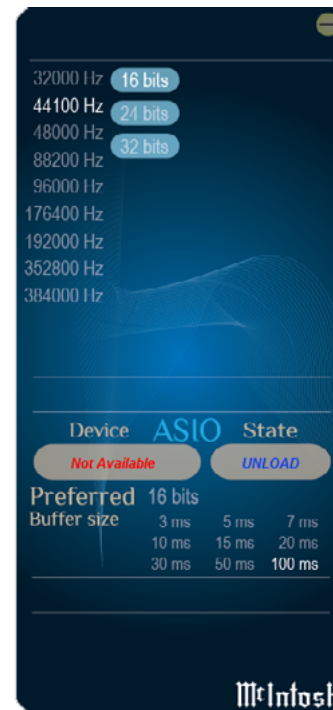 32000 Hz 16 bits
44100 Hz 24 bits
48000 Hz 32 bits
88200 Hz
96000 Hz
176400 Hz
192000 Hz
352800 Hz
384000 Hz
Device ASIO State
Not Available UNLOAD
Preferred 16 bits
Buffer size 3 ms 5 ms 7 ms
10 ms 15 ms 20 ms
30 ms 50 ms 100 ms
McIntosh